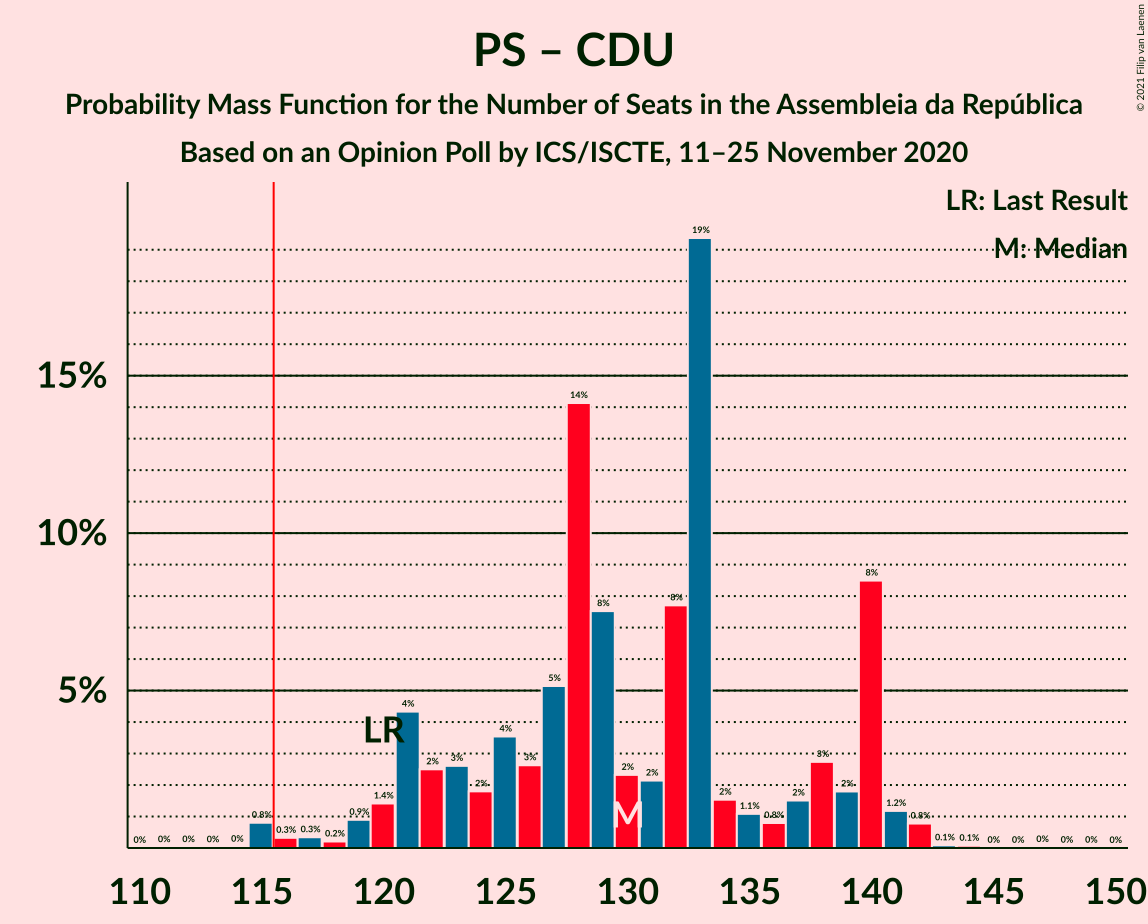 PS – CDU
Probability Mass Function for the Number of Seats in the Assembleia da República
Based on an Opinion Poll by ICS/ISCTE, 11–25 November 2020
© 2021 Filip van Laenen
LR: Last Result
M: Median
15%
10%
5%
0% 0% 0% 0% 0% 0.8% 0.3% 0.3% 0.2% 0.9% 1.4% 4% 2% 3% 2% 4% 3% 5% 14% 8% 2% 2% 8% 19% 2% 1.1% 0.8% 2% 3% 2% 8% 1.2% 0.8% 0.1% 0.1% 0% 0% 0% 0% 0% 0%
LR
M
110 115 120 125 130 135 140 145 150